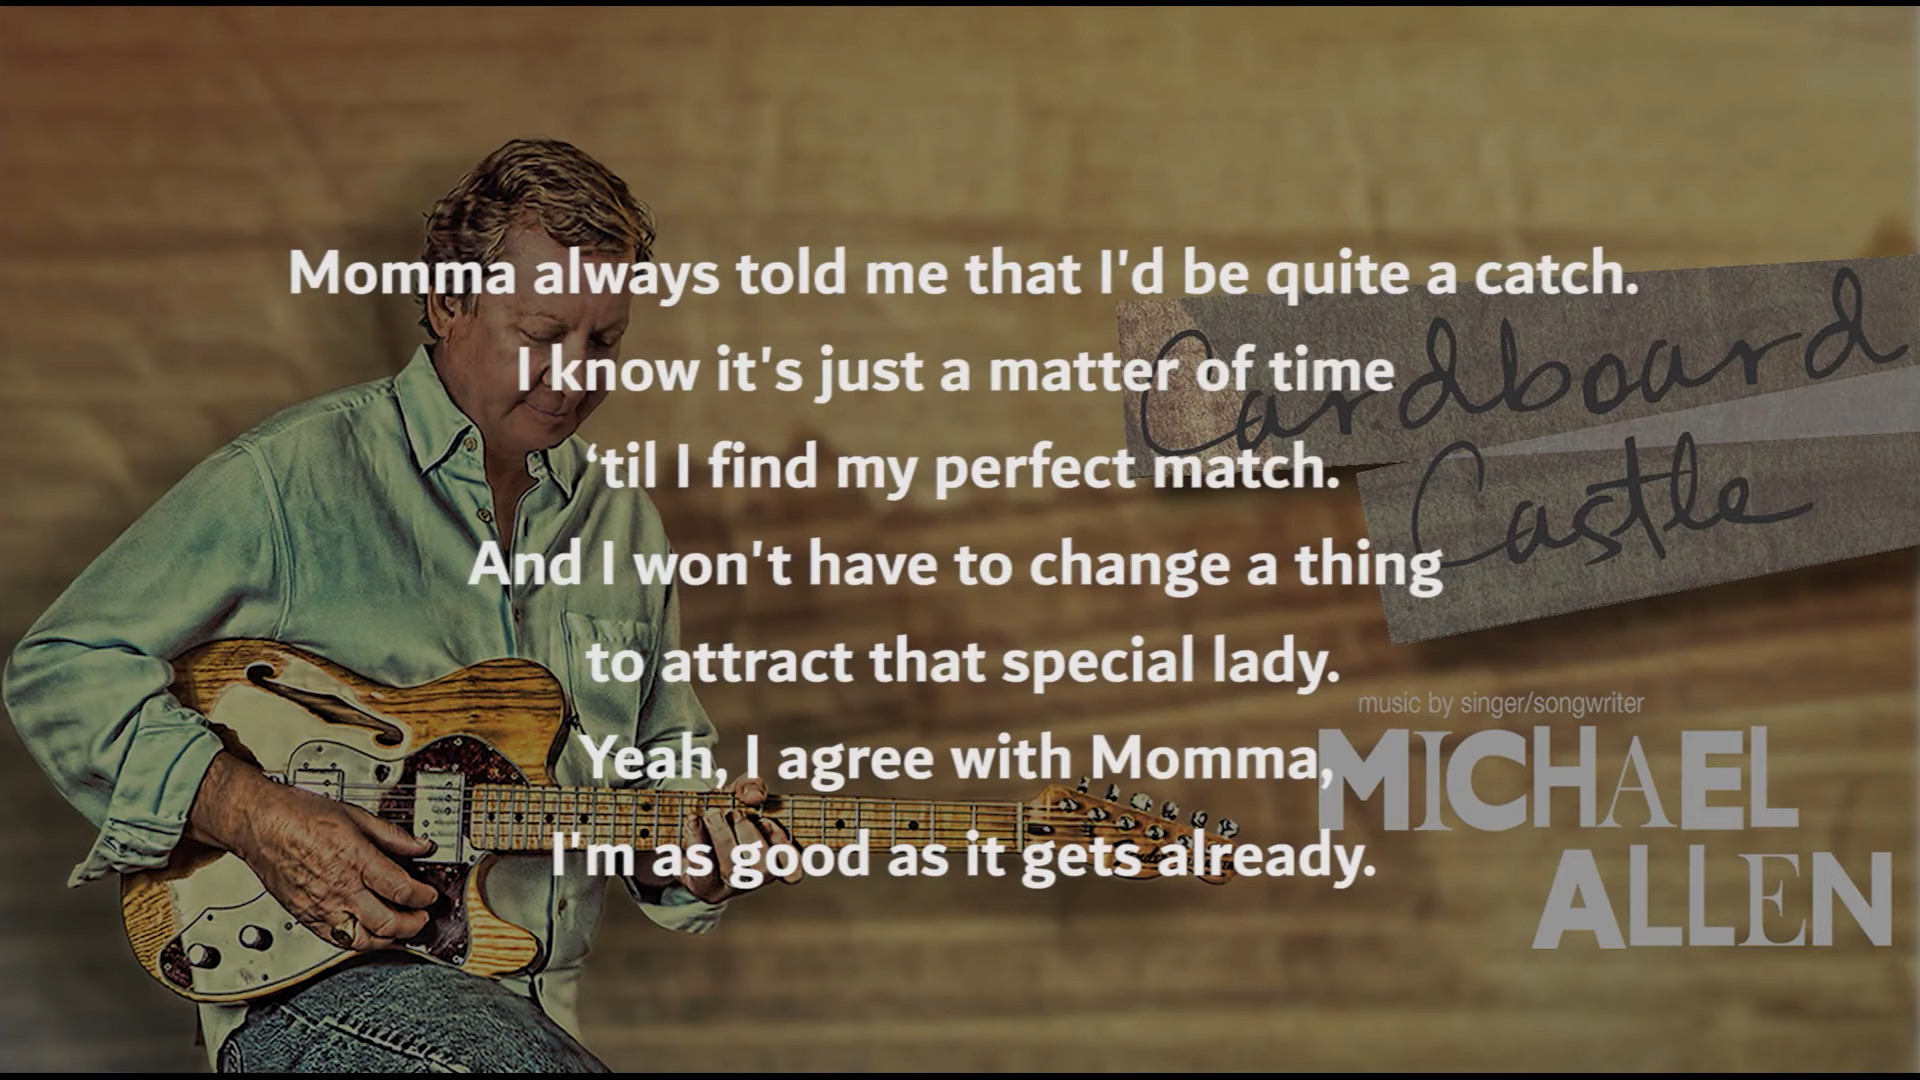 Momma always told me that I'd be quite a catch.
I know it's just a matter of time
‘til I find my perfect match.
And I won't have to change a thing
to attract that special lady.
Yeah, I agree with Momma,
I'm as good as it gets already.
Cardboard
Castle
music by singer/songwriter
MICHAEL
ALLEN